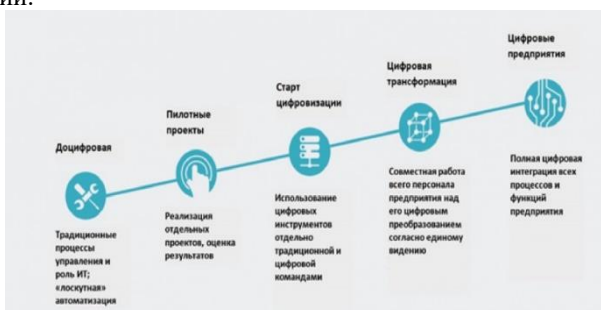 ии.
Доцифровая
Традиционные
процессы
управления и
роль ИТ;
«лоскутная»
автоматизация
Пилотные
проекты
Реализация
отдельных
проектов, оценка
результатов
Старт
цифровизации
Использование
цифровых
инструментов
отдельно
традиционной и
цифровой
командами
Цифровая
трансформация
Совместная работа
всего персонала
предприятия над
его цифровым
преобразованием
согласно единому
видению
Цифровые
предприятия
Полная цифровая
интеграция всех
процессов и
функций
предприятия